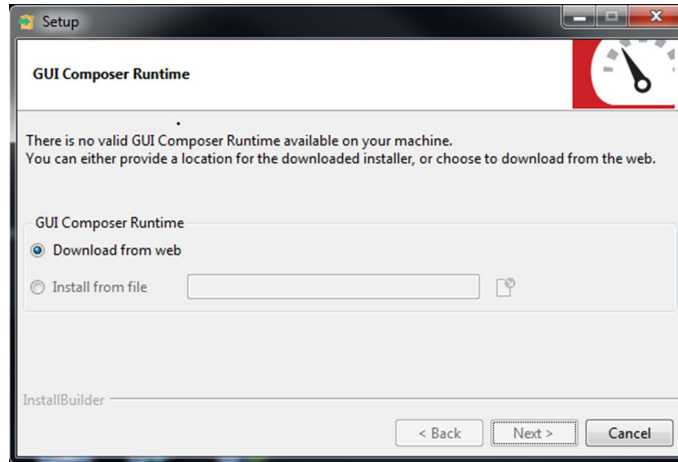 Setup
GUI Composer Runtime
There is no valid GUI Composer Runtime available on your machine.
You can either provide a location for the downloaded installer, or choose to download from the web.
GUI Composer Runtime
Download from web
Install from file
InstallBuilder
< Back
Next >
Cancel